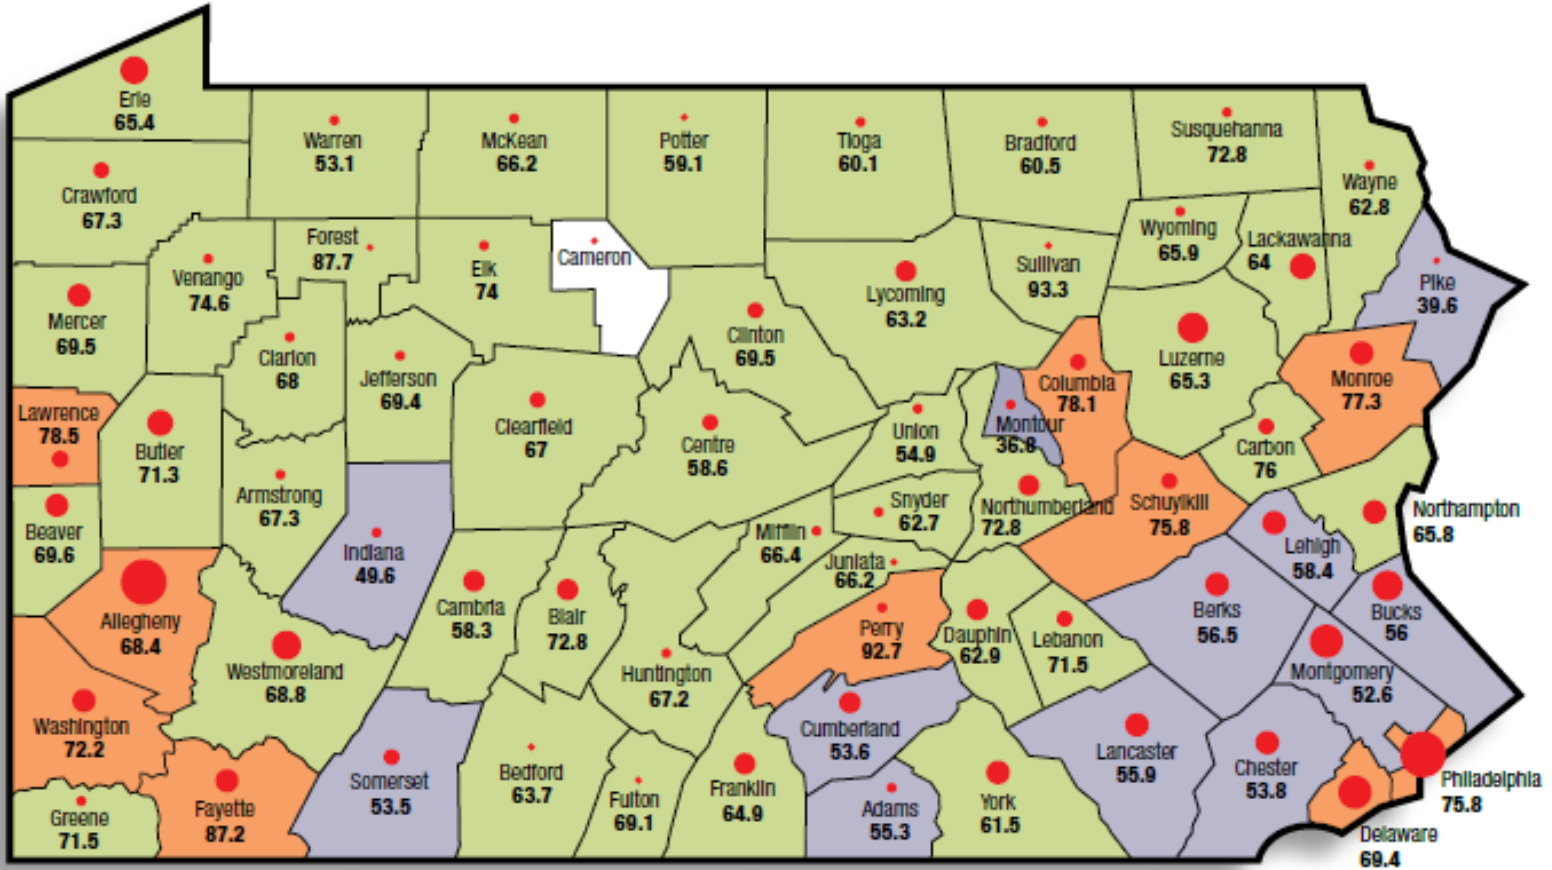 Erie
65.4
Warren
53.1
McKean
66.2
Potter
59.1
Tioga
60.1
Bradford
60.5
Susquehanna
72.8
Wayne
62.8
Crawford
67.3
Venango
74.6
Forest
87.7
Elk
74
Cameron
Lycoming
63.2
Sullivan
93.3
Wyoming
65.9
Lackawanna
64
Pike
39.6
Mercer
69.5
Clarion
68
Jefferson
69.4
Clinton
69.5
Columbia
78.1
Luzerne
65.3
Monroe
77.3
Lawrence
78.5
Butler
71.3
Clearfield
67
Centre
58.6
Union
54.9
Montour
36.8
Carbon
76
Armstrong
67.3
Snyder
62.7
Northumberland
72.8
Schuylkill
75.8
Northampton
65.8
Beaver
69.6
Indiana
49.6
Mifflin
66.4
Juniata
66.2
Lehigh
58.4
Allegheny
68.4
Cambria
58.3
Blair
72.8
Perry
92.7
Dauphin
62.9
Lebanon
71.5
Berks
56.5
Bucks
56
Westmoreland
68.8
Huntington
67.2
Montgomery
52.6
Washington
72.2
Somerset
53.5
Bedford
63.7
Fulton
69.1
Franklin
64.9
Cumberland
53.6
Adams
55.3
York
61.5
Lancaster
55.9
Chester
53.8
Philadelphia
75.8
Greene
71.5
Fayette
87.2
Delaware
69.4